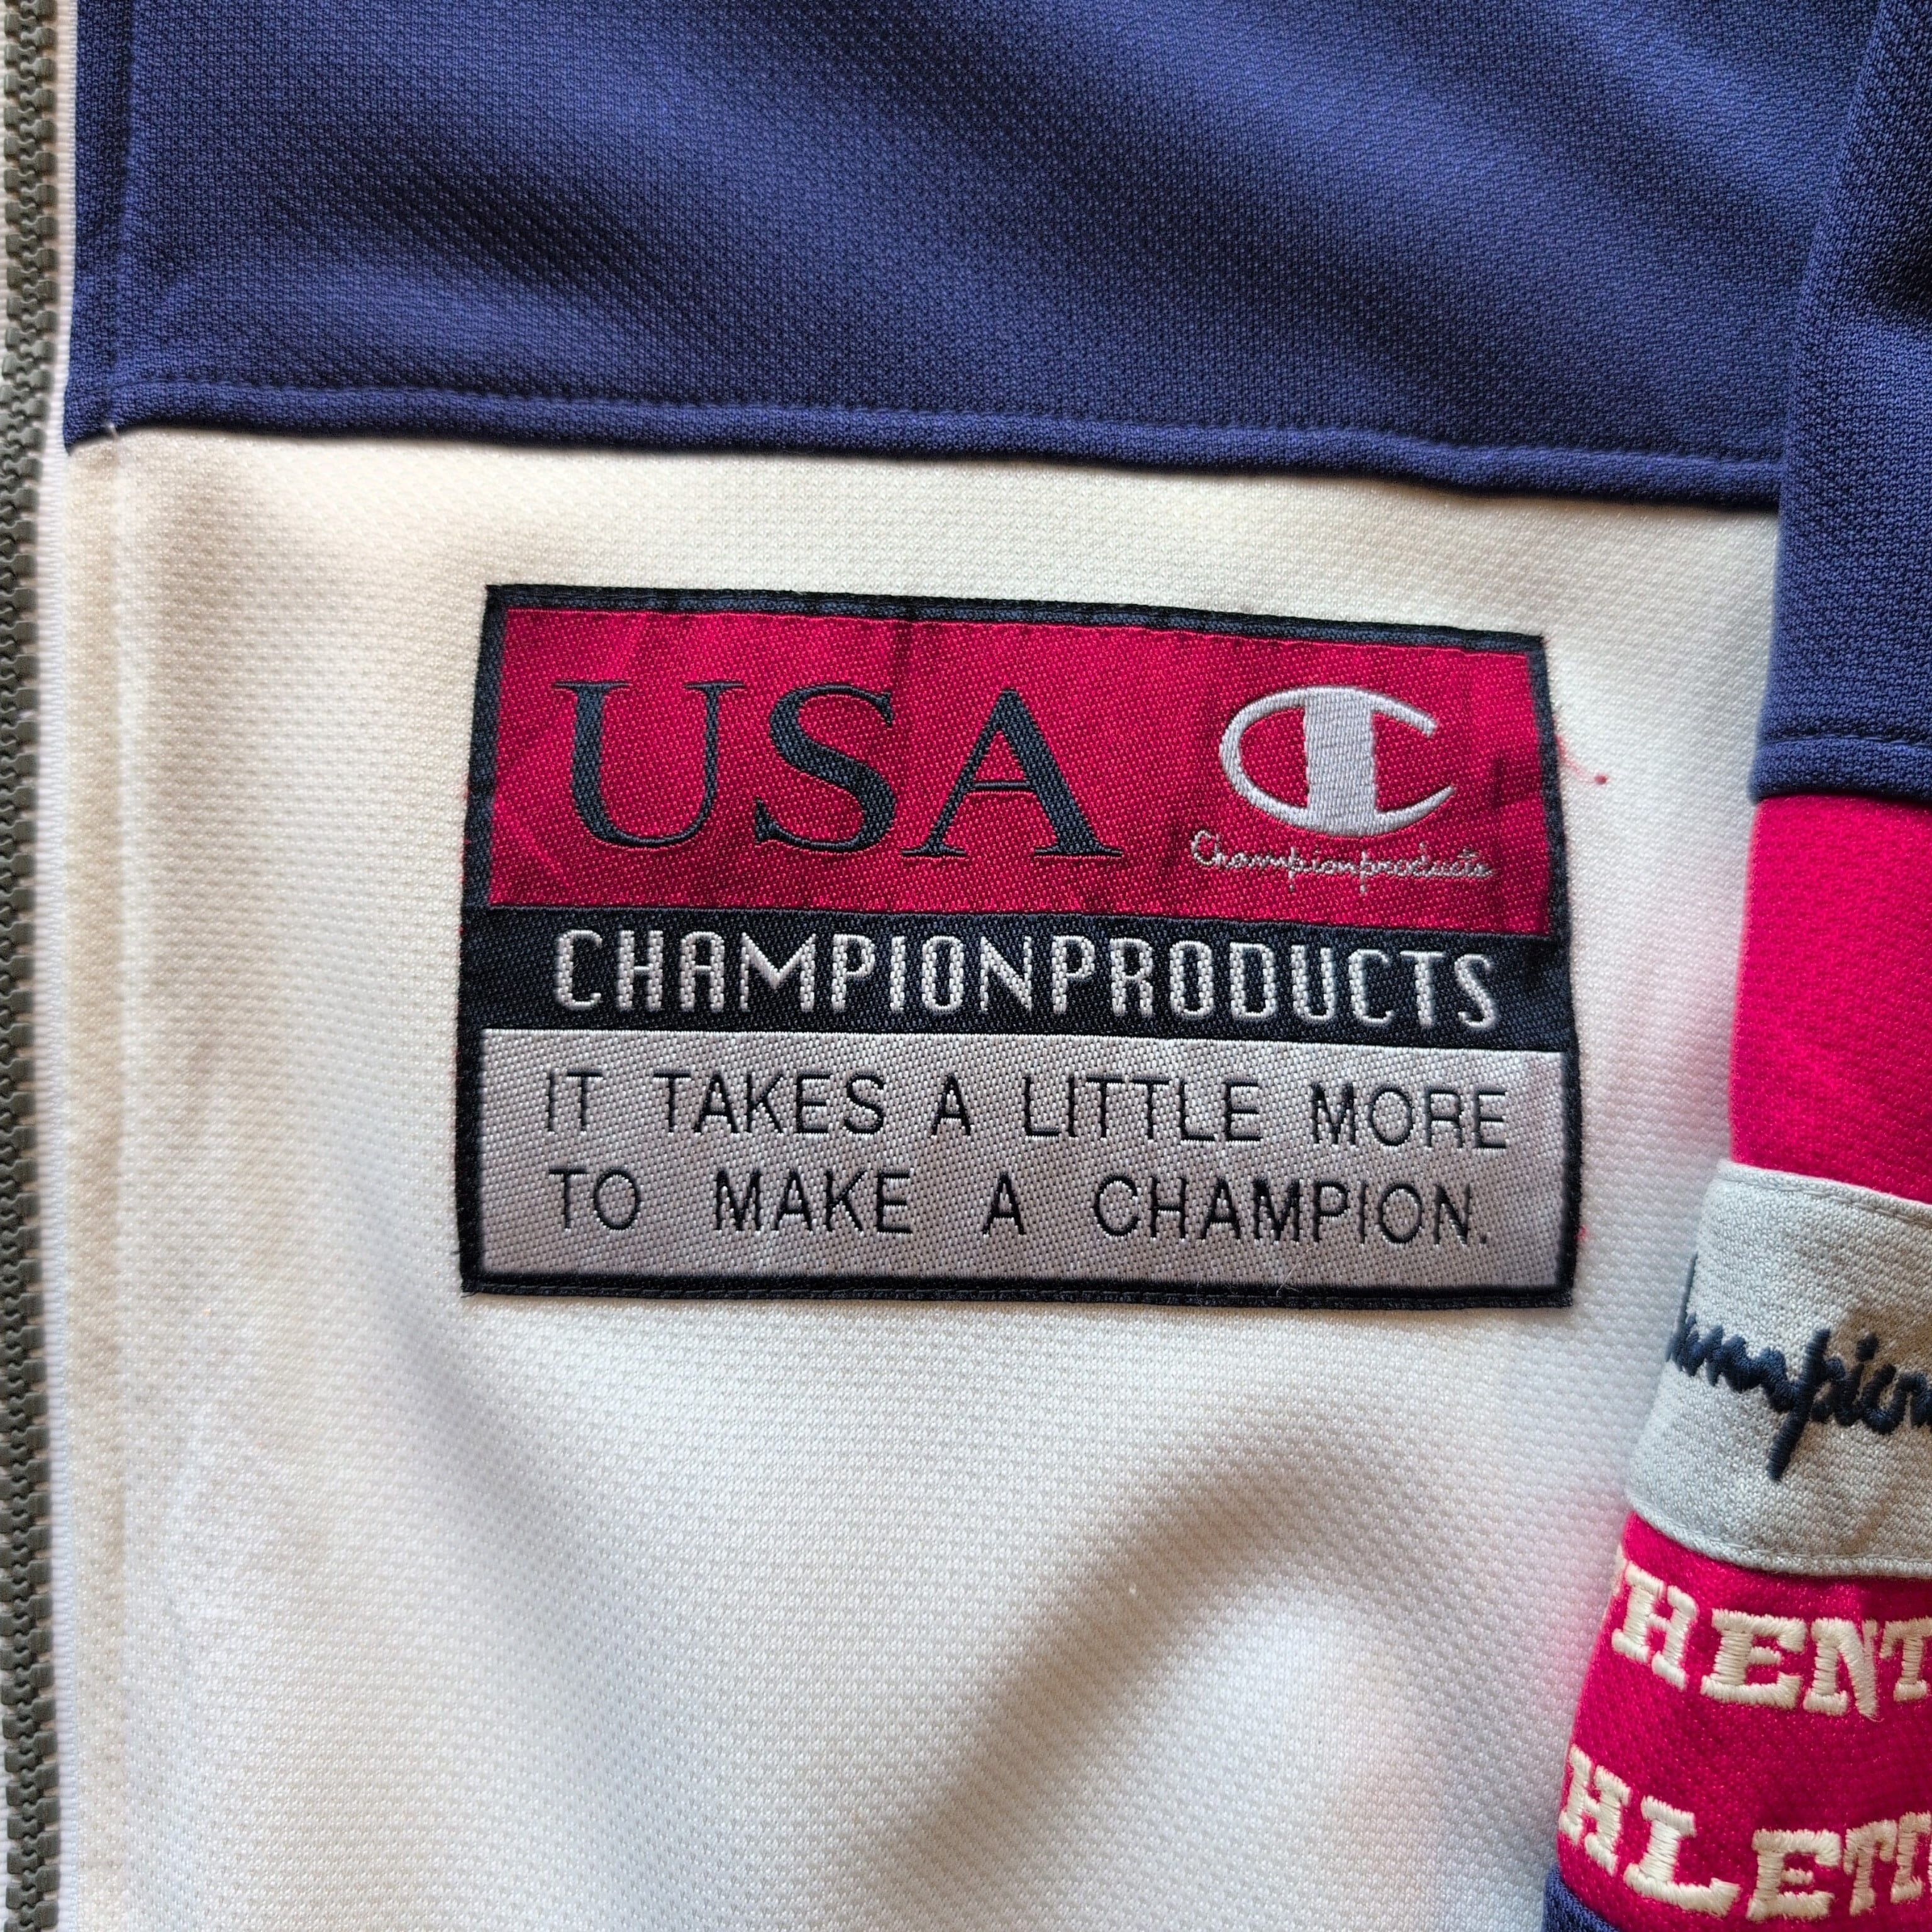 USA
Championproducts
CHAMPIONPRODUCTS
IT TAKES A LITTLE MORE
TO MAKE A CHAMPION.